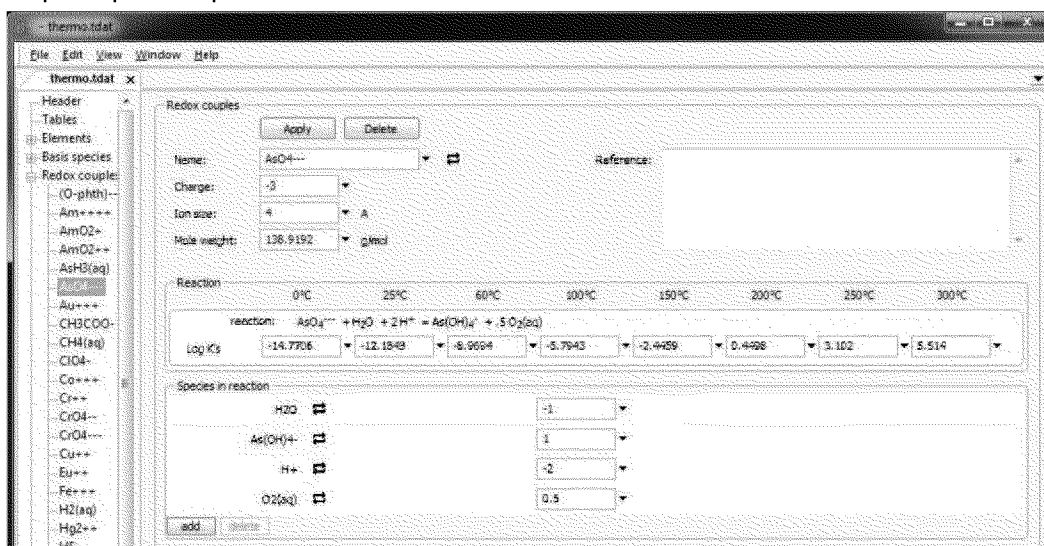 - thermo.tdat
File Edit View Window Help
thermo.tdat x
Header
Tables
Elements
Basis species
Redox couple:
(O-phth)--
Am++++
AmO2+
AmO2++
AsH3(aq)
AsO4---
Au+++
CH3COO-
CH4(aq)
ClO4-
Co+++
Cr++
CrO4--
CrO4---
Cu++
Eu++
Fe+++
H2(aq)
Hg2++
Redox couples
Apply Delete
Name: AsO4---
Reference:
Charge: -3
Ion size: 4 A
Mole weight: 138.9192 g/mol
Reaction
0°C 25°C 60°C 100°C 150°C 200°C 250°C 300°C
reaction: AsO₄--- + H₂O + 2 H⁺ = As(OH)₄⁻ + .5 O₂(aq)
Log K's -14.7706 -12.1843 -8.9694 -5.7943 -2.4459 0.4498 3.102 5.514
Species in reaction
H2O -1
As(OH)4- 1
H+ -2
O2(aq) 0.5
add delete